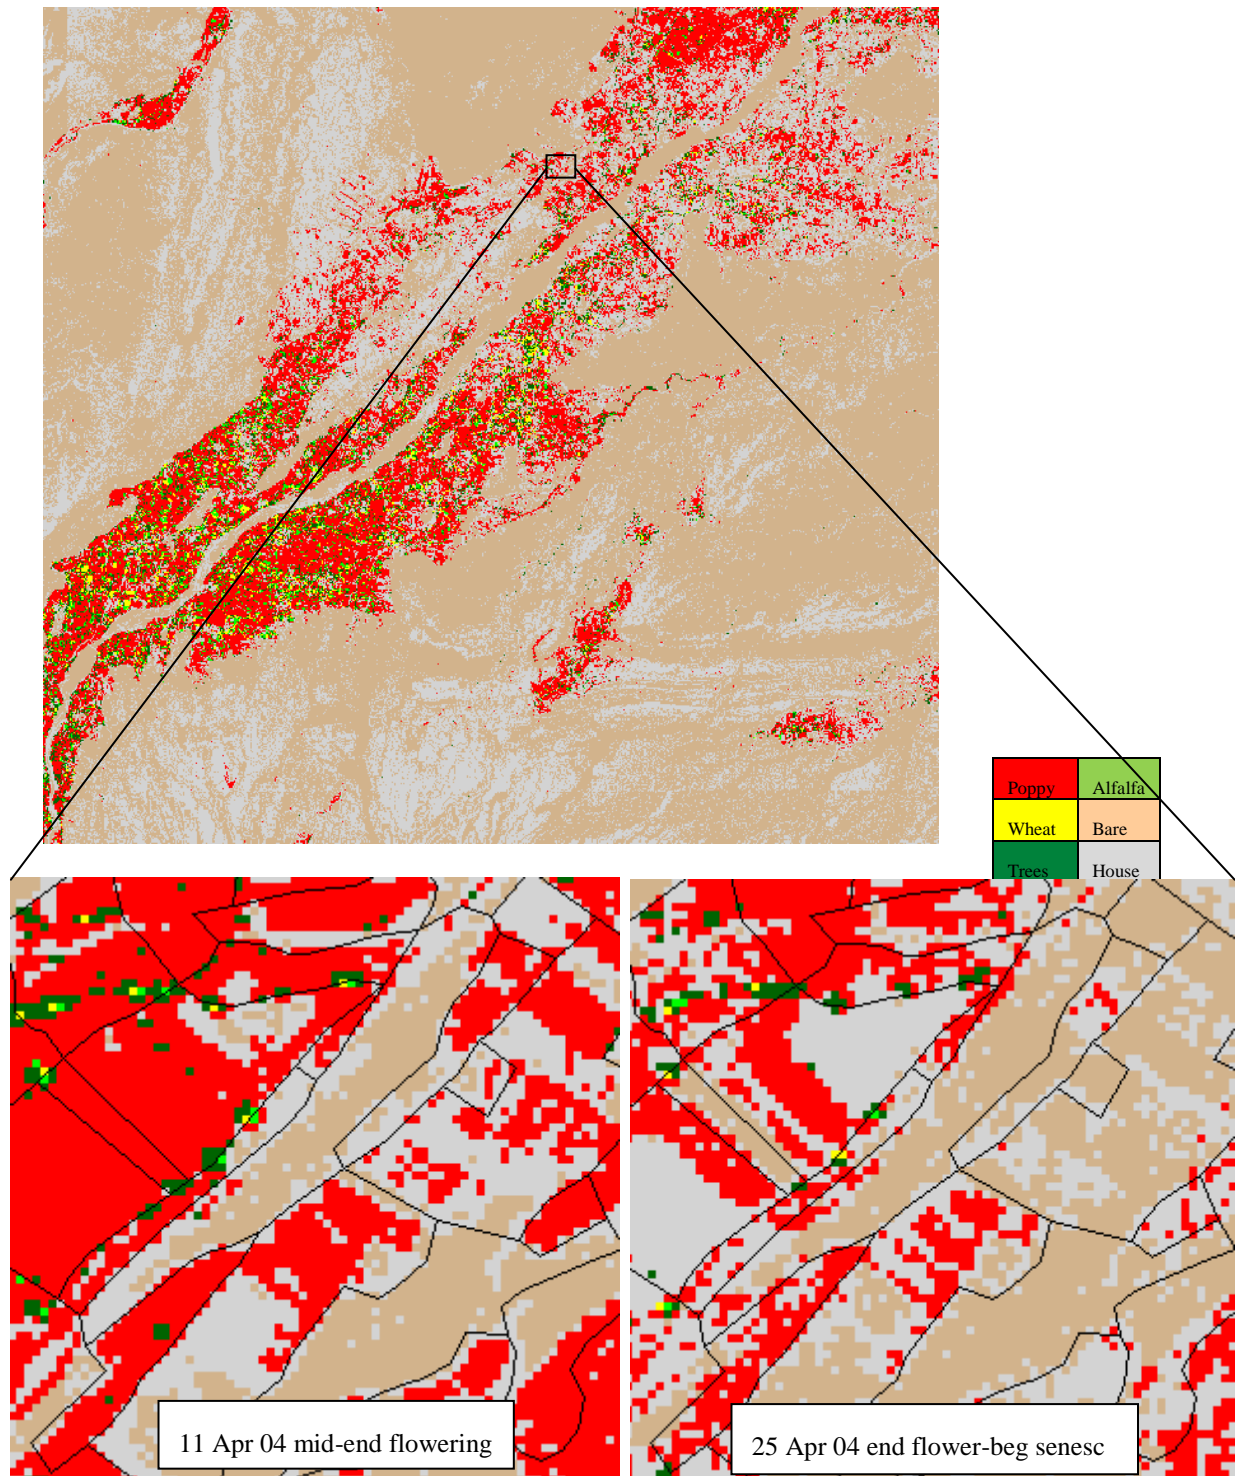 Poppy Alfalfa
Wheat Bare
Trees House
11 Apr 04 mid-end flowering
25 Apr 04 end flower-beg senesc